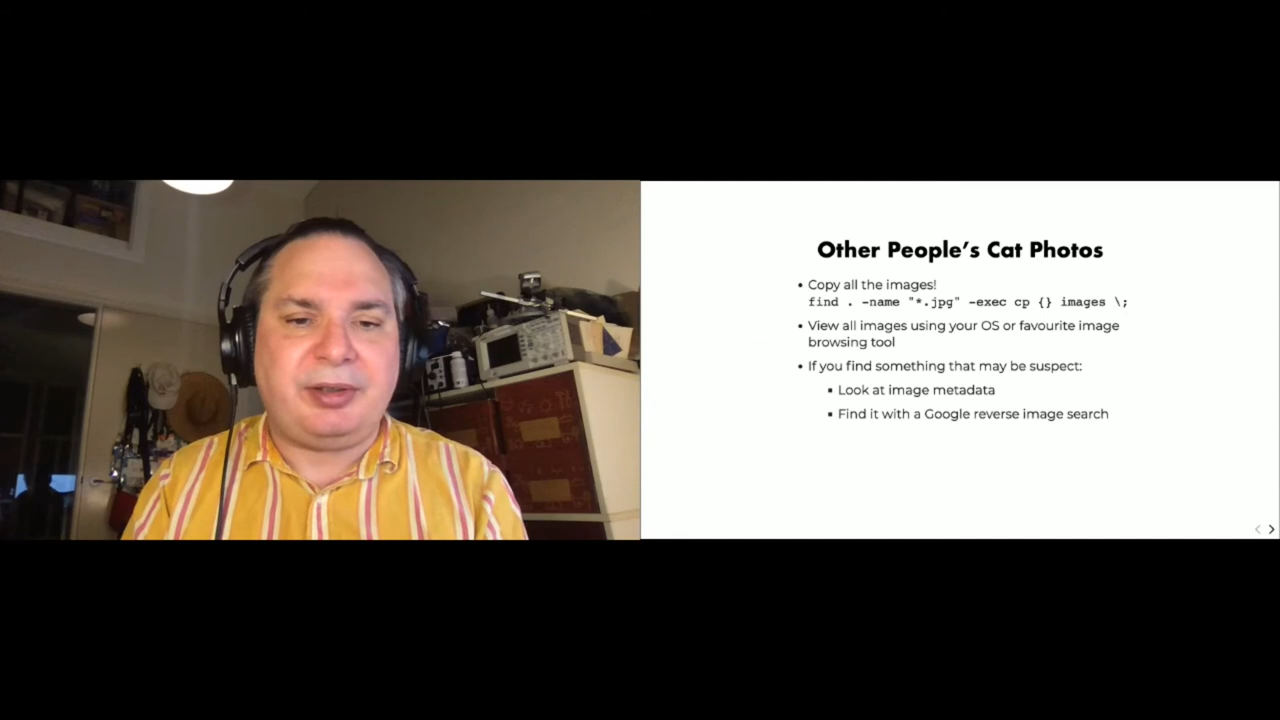 Other People's Cat Photos
• Copy all the images!
find . -name "*.jpg" -exec cp {} images \;
• View all images using your OS or favourite image
browsing tool
• If you find something that may be suspect:
▪ Look at image metadata
▪ Find it with a Google reverse image search